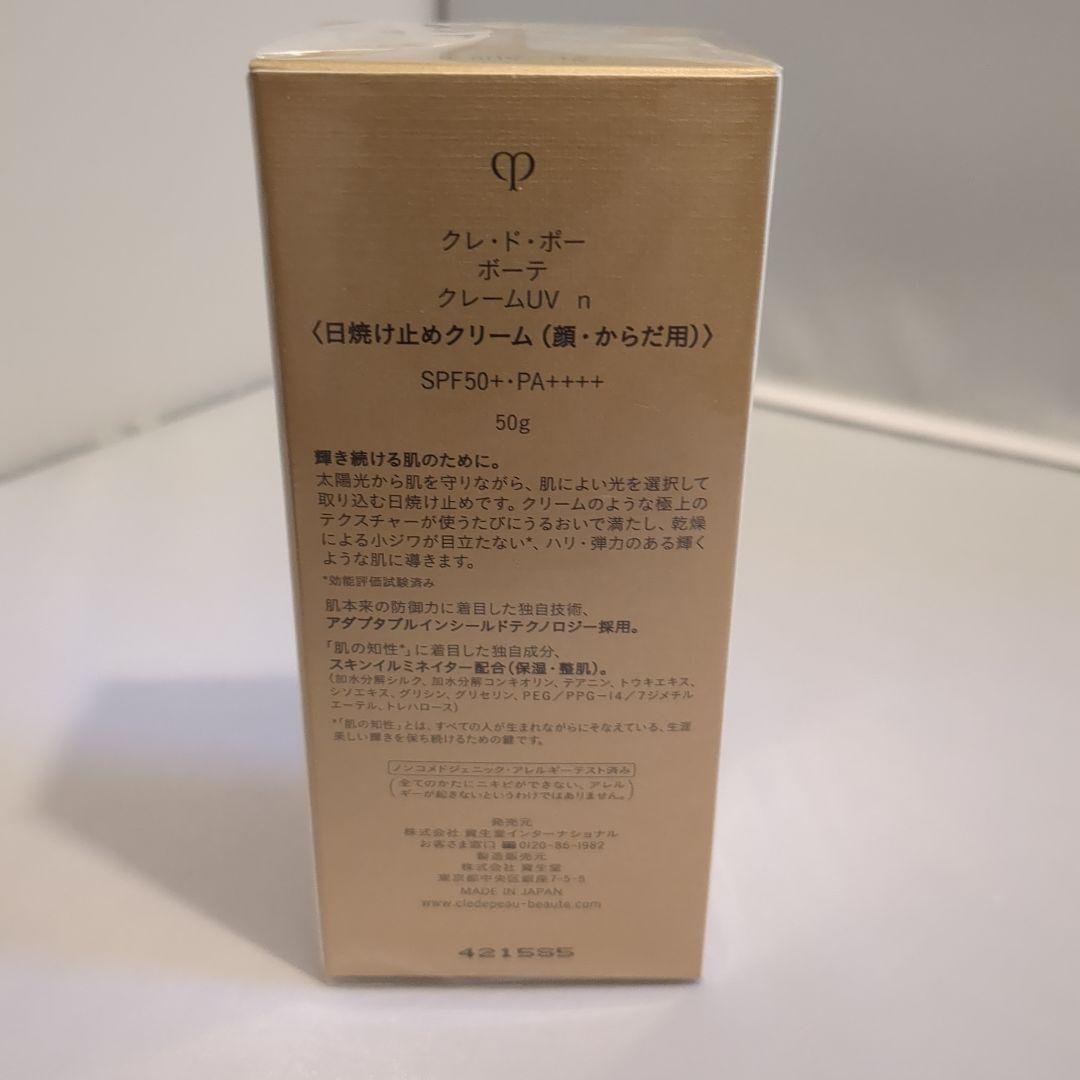 クレ・ド・ポー
ボーテ
クレームUV n
〈日焼け止めクリーム（顔・からだ用）〉
SPF50+・PA++++
50g
輝き続ける肌のために。
太陽光から肌を守りながら、肌によい光を選択して
取り込む日焼け止めです。クリームのような極上の
テクスチャーが使うたびにうるおいで満たし、乾燥
による小ジワが目立たない*、ハリ・弾力のある輝く
ような肌に導きます。
*効能評価試験済み
肌本来の防御力に着目した独自技術、
アダプタブルインシールドテクノロジー採用。
「肌の知性*」に着目した独自成分、
スキンイルミネイター配合（保湿・整肌）。
（加水分解シルク、加水分解コンキオリン、テアニン、トウキエキス、
シソエキス、グリシン、グリセリン、PEG／PPG－14／7ジメチル
エーテル、トレハロース）
*「肌の知性」とは、すべての人が生まれながらにそなえている、生涯
美しい輝きを保ち続けるための鍵です。
ノンコメドジェニック・アレルギーテスト済み
（全てのかたにニキビができない、アレル
ギーが起きないというわけではありません。）
発売元
株式会社 資生堂インターナショナル
お客さま窓口 ☎0120-86-1982
製造販売元
株式会社 資生堂
東京都中央区銀座7-5-5
MADE IN JAPAN
www.cledepeau-beaute.com
4215S5